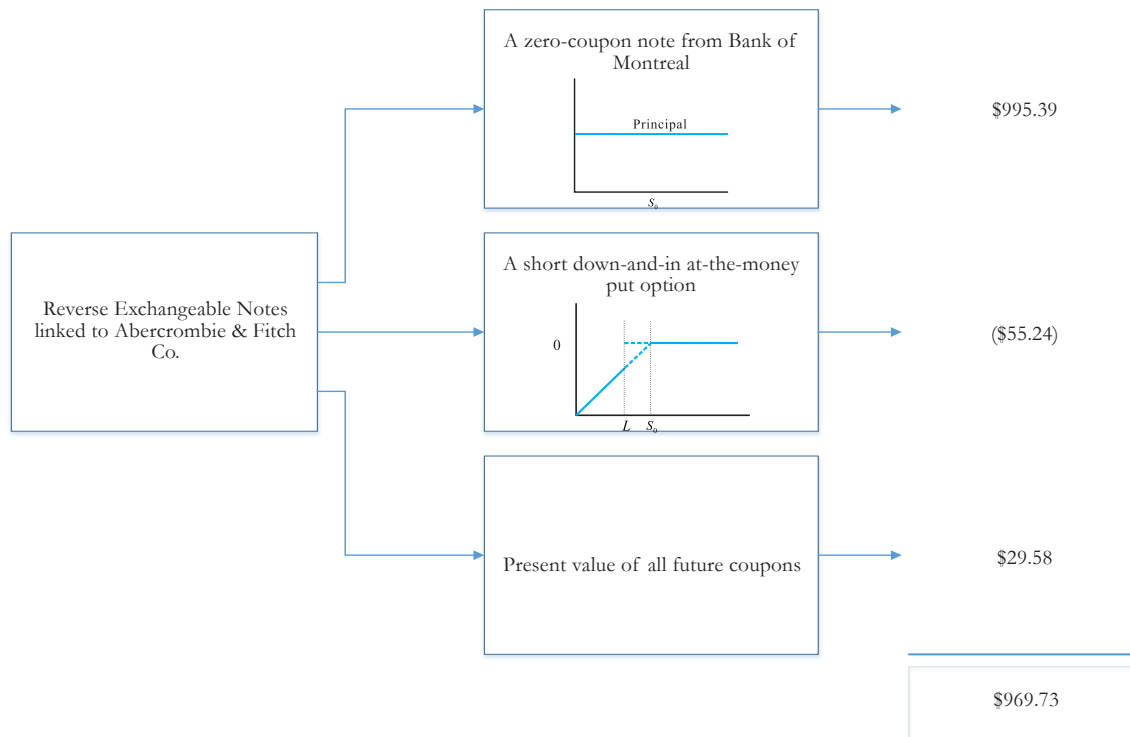 A zero-coupon note from Bank of
Montreal
Principal
S₀
$995.39
Reverse Exchangeable Notes
linked to Abercrombie & Fitch
Co.
A short down-and-in at-the-money
put option
0
L S₀
($55.24)
Present value of all future coupons
$29.58
$969.73